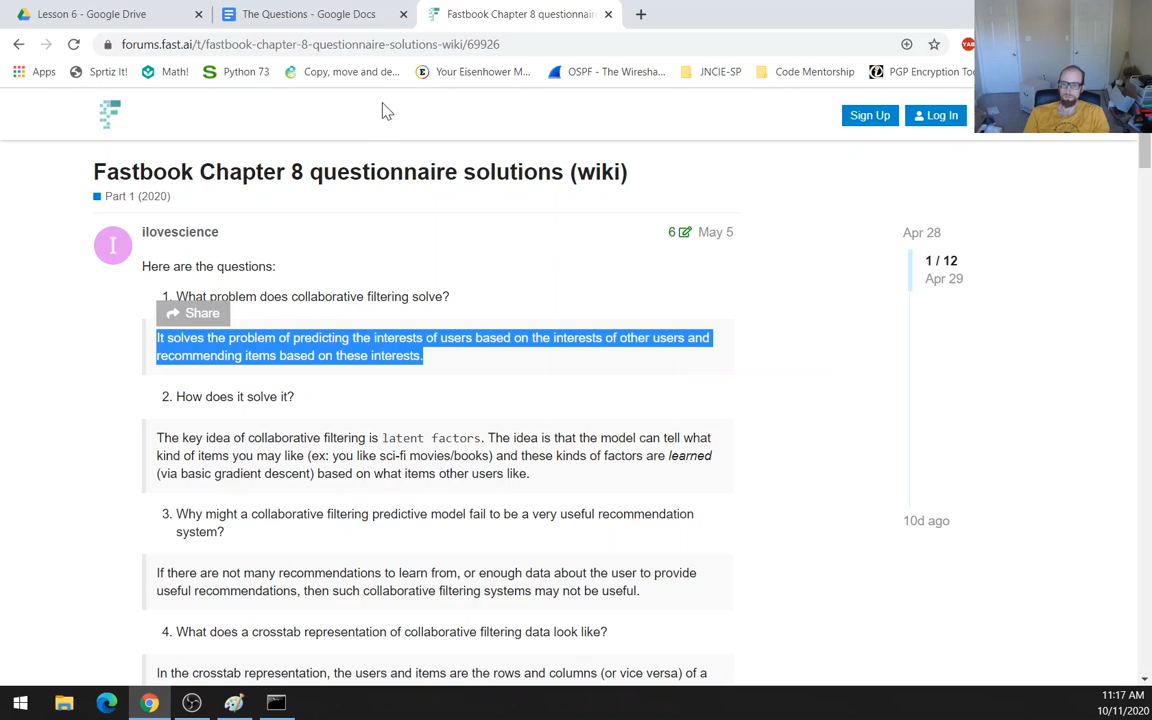 Lesson 6 - Google Drive
The Questions - Google Docs
Fastbook Chapter 8 questionnair
forums.fast.ai/t/fastbook-chapter-8-questionnaire-solutions-wiki/69926
Apps
Sprtiz It!
Math!
Python 73
Copy, move and de...
Your Eisenhower M...
OSPF - The Wiresha...
JNCIE-SP
Code Mentorship
PGP Encryption Too
Sign Up
Log In
Fastbook Chapter 8 questionnaire solutions (wiki)
Part 1 (2020)
I
ilovescience
6
May 5
Apr 28
1 / 12
Apr 29
10d ago
Here are the questions:
1. What problem does collaborative filtering solve?
Share
It solves the problem of predicting the interests of users based on the interests of other users and
recommending items based on these interests.
2. How does it solve it?
The key idea of collaborative filtering is latent factors. The idea is that the model can tell what
kind of items you may like (ex: you like sci-fi movies/books) and these kinds of factors are learned
(via basic gradient descent) based on what items other users like.
3. Why might a collaborative filtering predictive model fail to be a very useful recommendation
system?
If there are not many recommendations to learn from, or enough data about the user to provide
useful recommendations, then such collaborative filtering systems may not be useful.
4. What does a crosstab representation of collaborative filtering data look like?
In the crosstab representation, the users and items are the rows and columns (or vice versa) of a
11:17 AM
10/11/2020